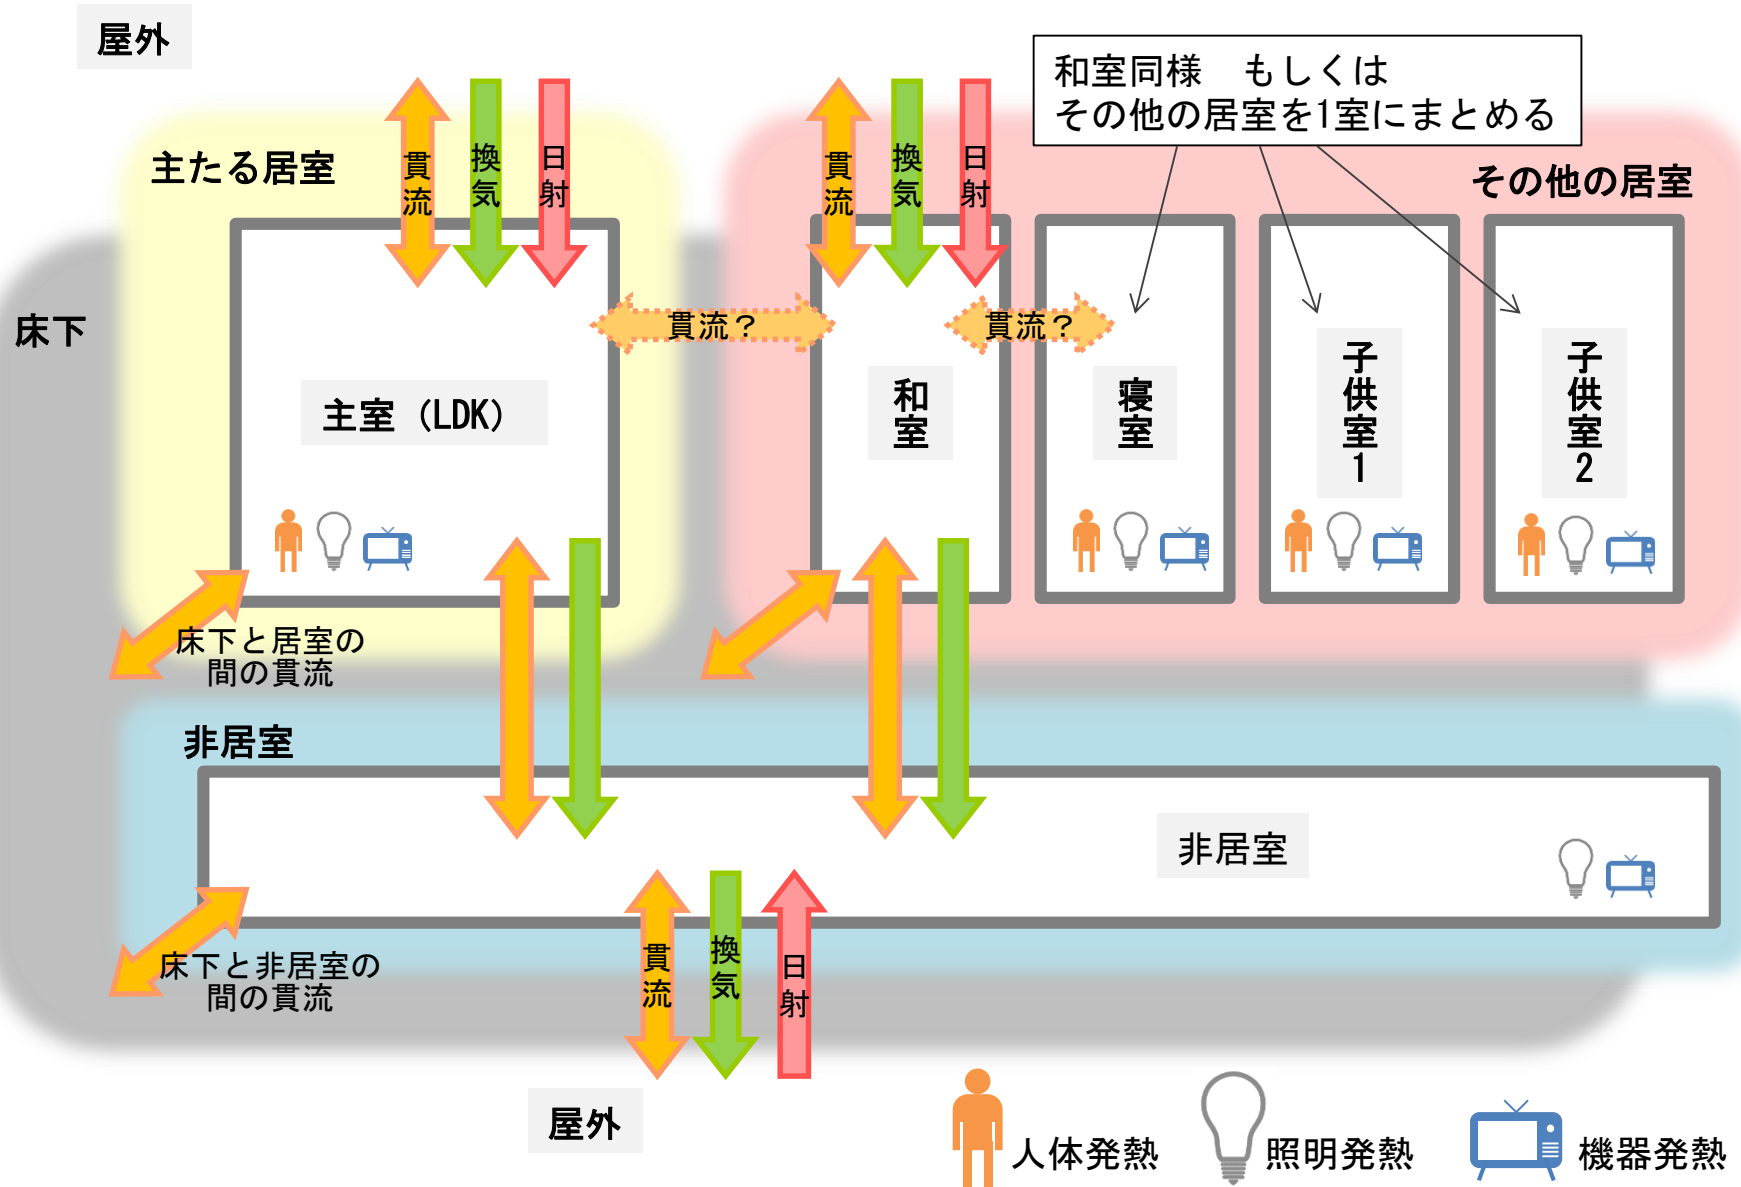 屋外
和室同様　もしくは
その他の居室を1室にまとめる
主たる居室
貫流
換気
日射
貫流
換気
日射
その他の居室
床下
貫流？
貫流？
主室（LDK）
和室
寝室
子供室1
子供室2
床下と居室の
間の貫流
非居室
非居室
床下と非居室の
間の貫流
貫流
換気
日射
屋外
人体発熱
照明発熱
機器発熱